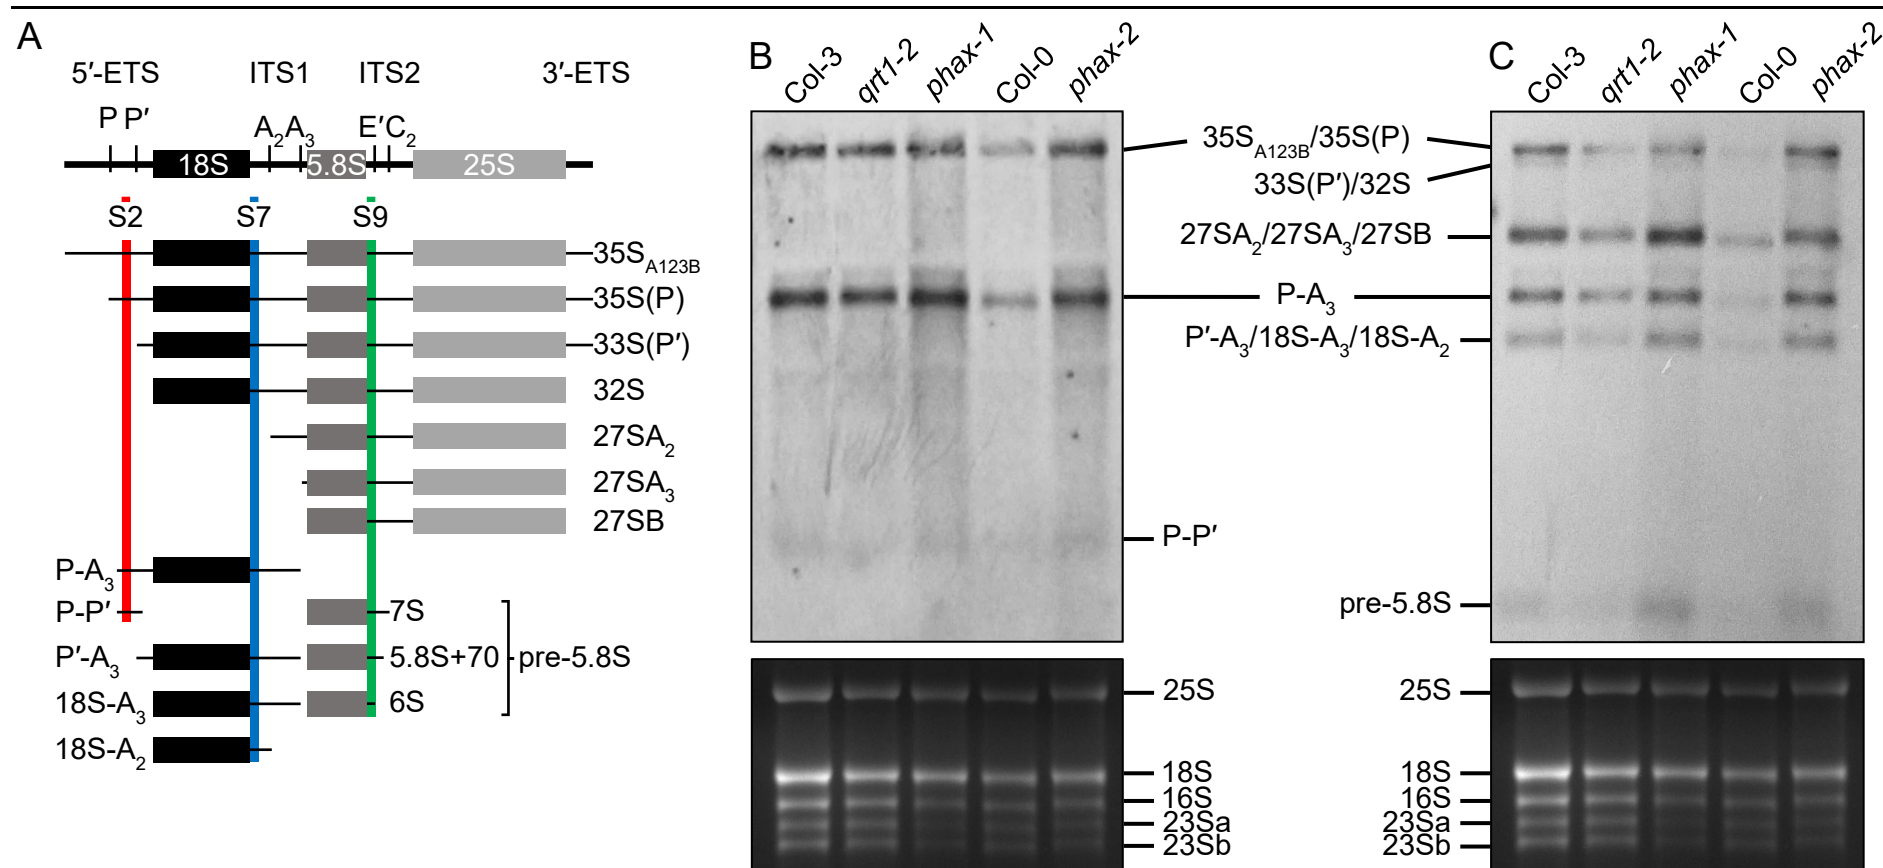 A
5′-ETS ITS1 ITS2 3′-ETS
P P′ A2 A3 E′ C2
18S 5.8S 25S
S2 S7 S9
35SA123B
35S(P)
33S(P′)
32S
27SA2
27SA3
27SB
P-A3
P-P′ 7S
P′-A3 5.8S+70 pre-5.8S
18S-A3 6S
18S-A2
B
Col-3 qrt1-2 phax-1 Col-0 phax-2
35SA123B/35S(P)
33S(P′)/32S
27SA2/27SA3/27SB
P-A3
P′-A3/18S-A3/18S-A2
P-P′
pre-5.8S
25S
18S
16S
23Sa
23Sb
C
Col-3 qrt1-2 phax-1 Col-0 phax-2
25S
18S
16S
23Sa
23Sb